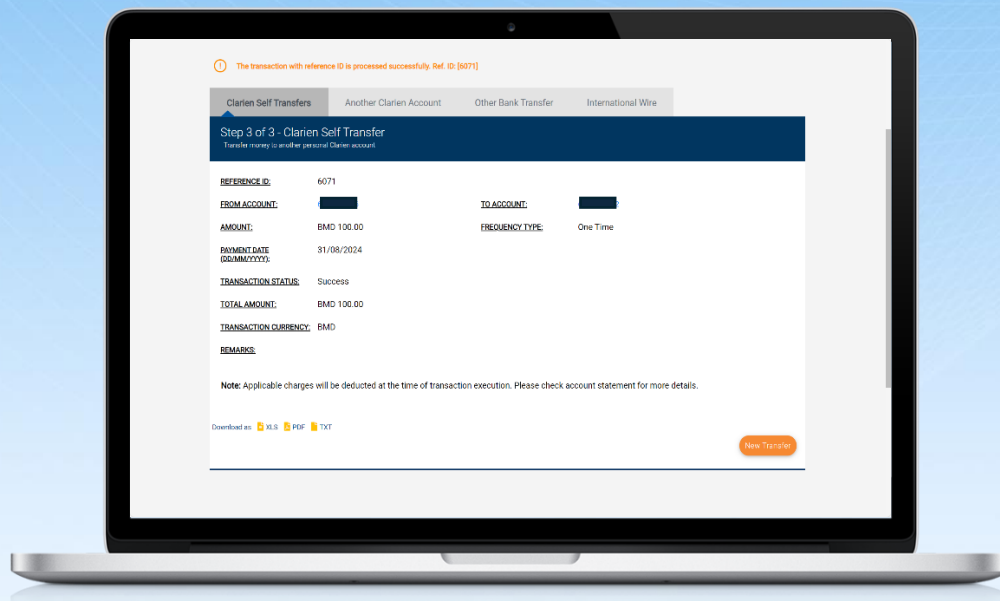 The transaction with reference ID is processed successfully. Ref. ID: [6071]
Clarien Self Transfers Another Clarien Account Other Bank Transfer International Wire
Step 3 of 3 - Clarien Self Transfer
Transfer money to another personal Clarien account
REFERENCE ID: 6071
FROM ACCOUNT: TO ACCOUNT:
AMOUNT: BMD 100.00 FREQUENCY TYPE: One Time
PAYMENT DATE 31/08/2024
(DD/MM/YYYY):
TRANSACTION STATUS: Success
TOTAL AMOUNT: BMD 100.00
TRANSACTION CURRENCY: BMD
REMARKS:
Note: Applicable charges will be deducted at the time of transaction execution. Please check account statement for more details.
Download as XLS PDF TXT
New Transfer